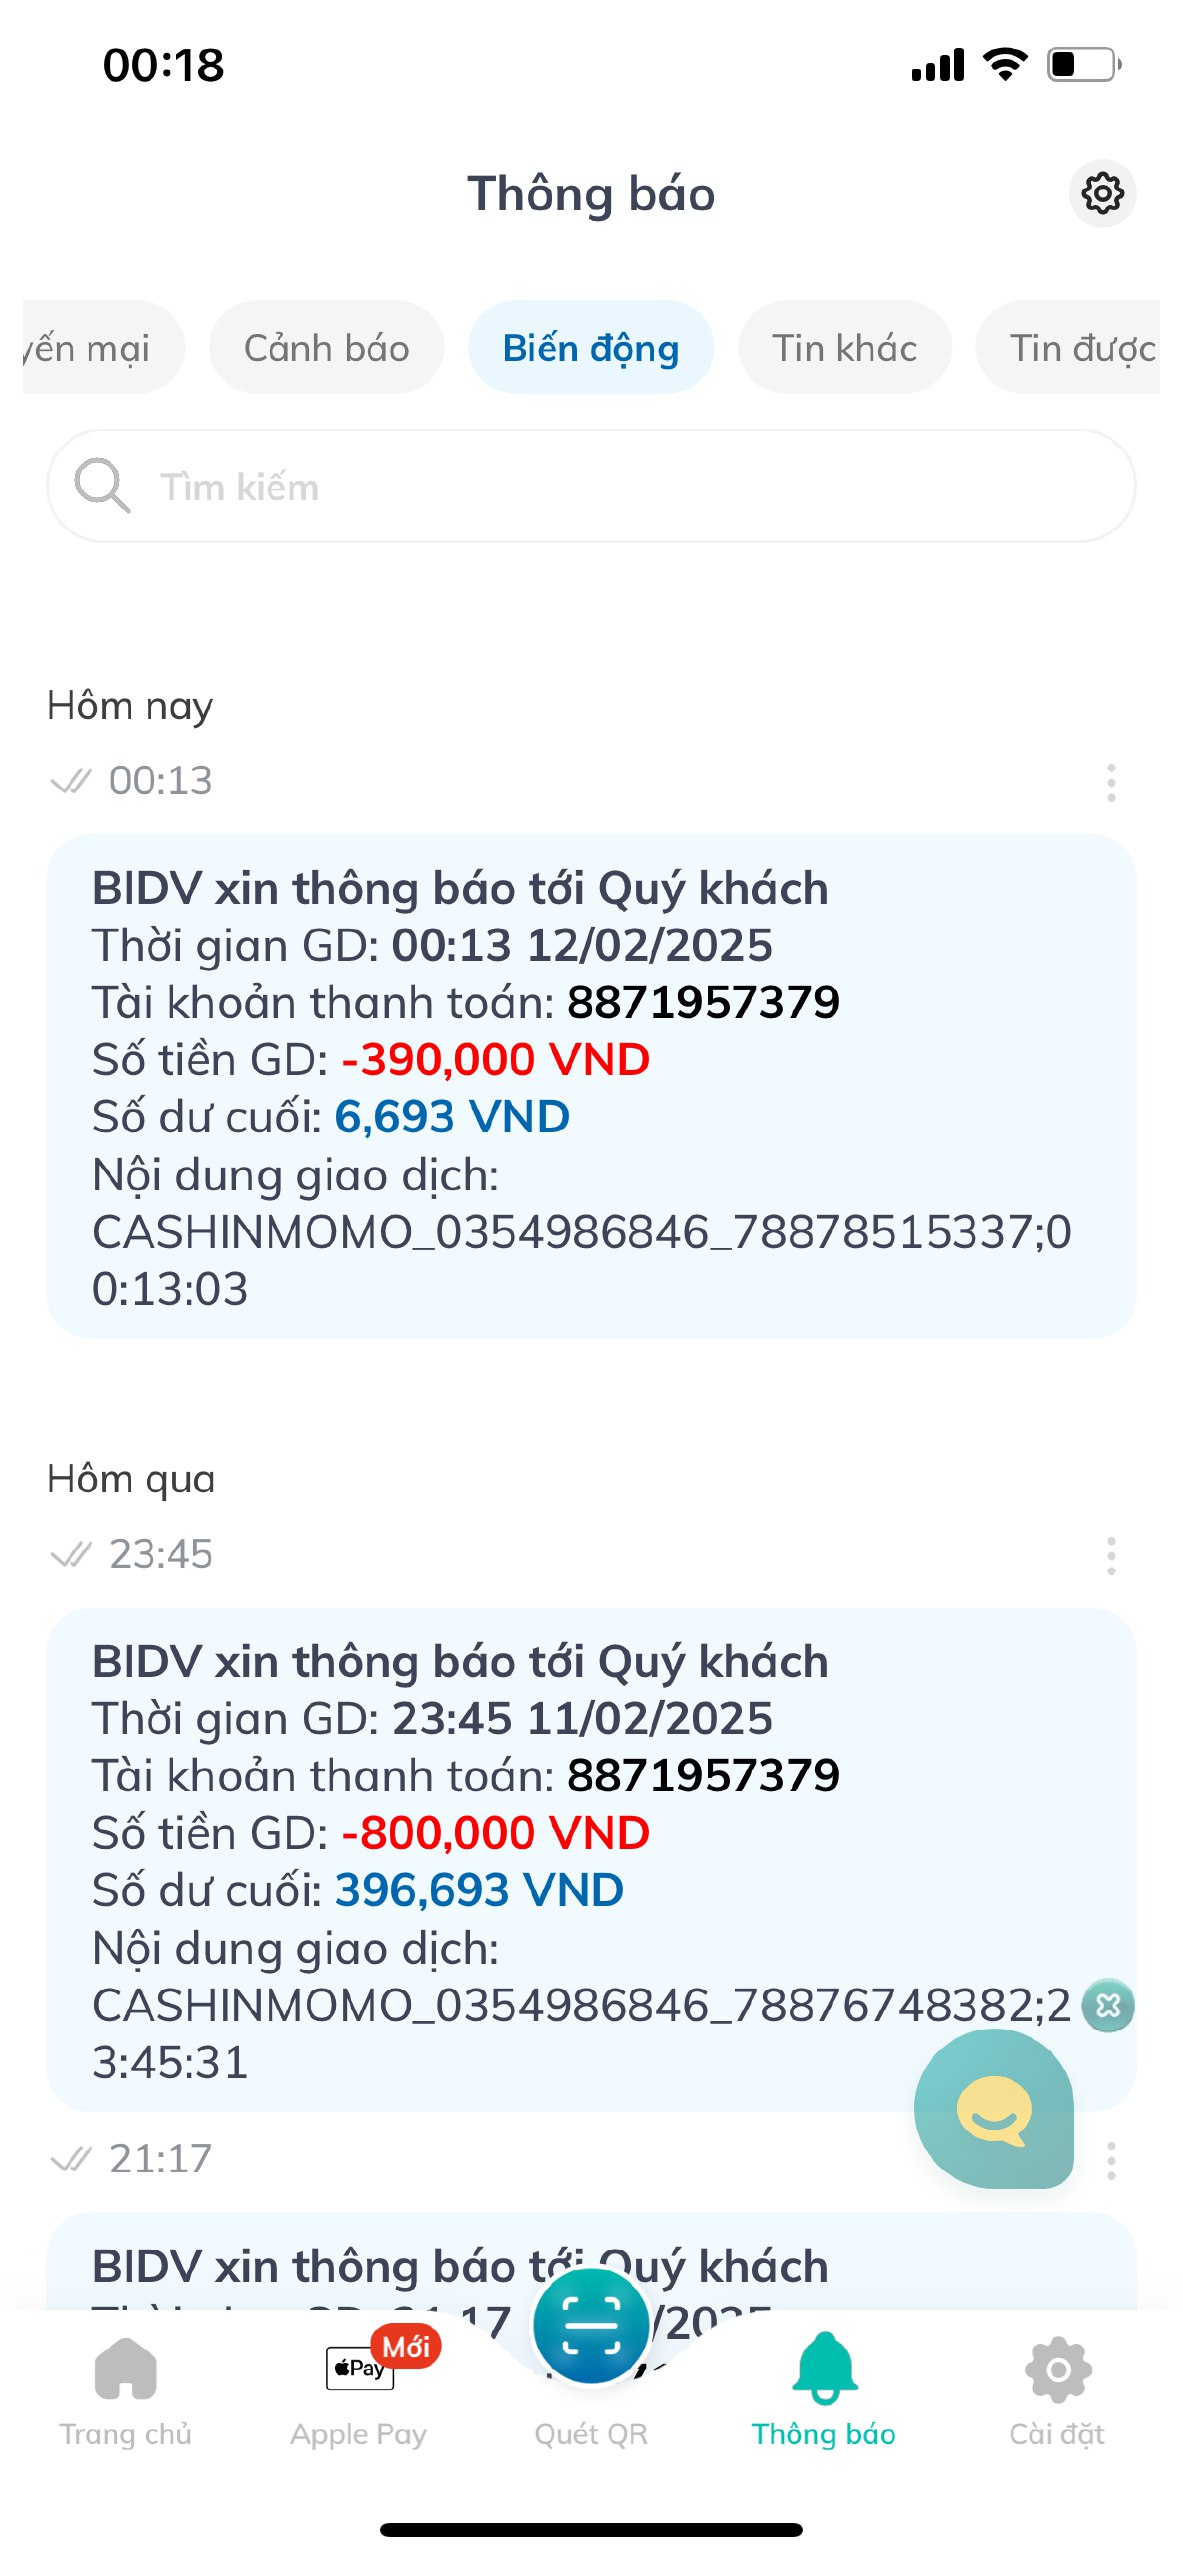 00:18
Thông báo
yến mại
Cảnh báo
Biến động
Tin khác
Tin được
Tìm kiếm
Hôm nay
00:13
BIDV xin thông báo tới Quý khách
Thời gian GD: 00:13 12/02/2025
Tài khoản thanh toán: 8871957379
Số tiền GD: -390,000 VND
Số dư cuối: 6,693 VND
Nội dung giao dịch:
CASHINMOMO_0354986846_78878515337;0
0:13:03
Hôm qua
23:45
BIDV xin thông báo tới Quý khách
Thời gian GD: 23:45 11/02/2025
Tài khoản thanh toán: 8871957379
Số tiền GD: -800,000 VND
Số dư cuối: 396,693 VND
Nội dung giao dịch:
CASHINMOMO_0354986846_78876748382;2
3:45:31
21:17
BIDV xin thông báo tới Quý khách
Mới
Pay
Trang chủ
Apple Pay
Quét QR
Thông báo
Cài đặt